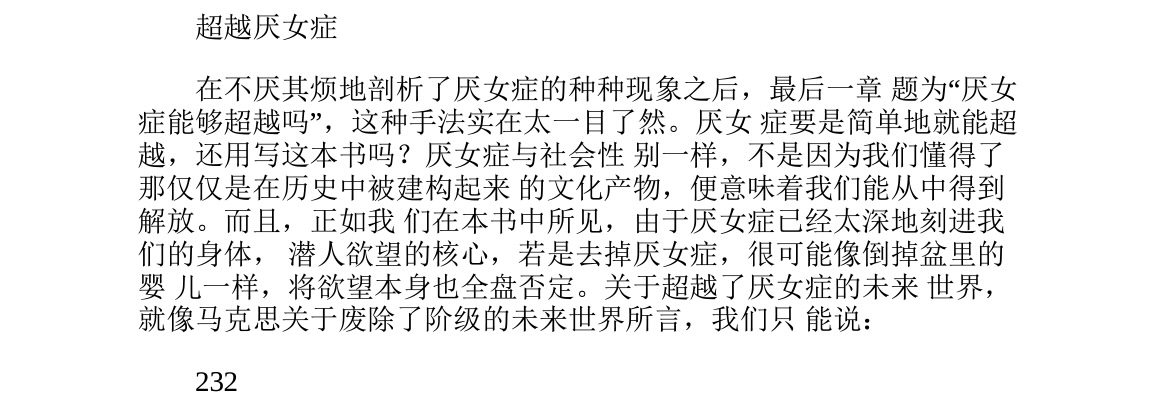 超越厌女症
在不厌其烦地剖析了厌女症的种种现象之后，最后一章 题为“厌女
症能够超越吗”，这种手法实在太一目了然。厌女 症要是简单地就能超
越，还用写这本书吗？厌女症与社会性 别一样，不是因为我们懂得了
那仅仅是在历史中被建构起来 的文化产物，便意味着我们能从中得到
解放。而且，正如我 们在本书中所见，由于厌女症已经太深地刻进我
们的身体， 潜人欲望的核心，若是去掉厌女症，很可能像倒掉盆里的
婴 儿一样，将欲望本身也全盘否定。关于超越了厌女症的未来 世界，
就像马克思关于废除了阶级的未来世界所言，我们只 能说：
232